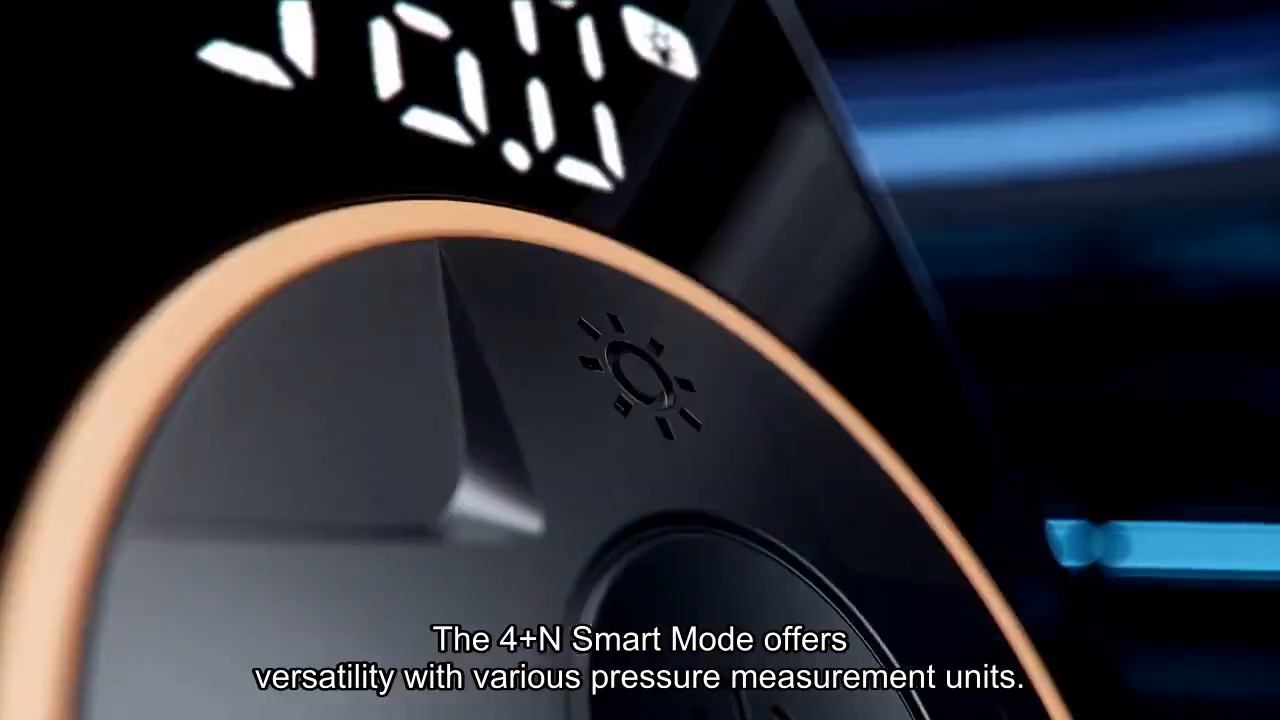 The 4+N Smart Mode offers
versatility with various pressure measurement units.